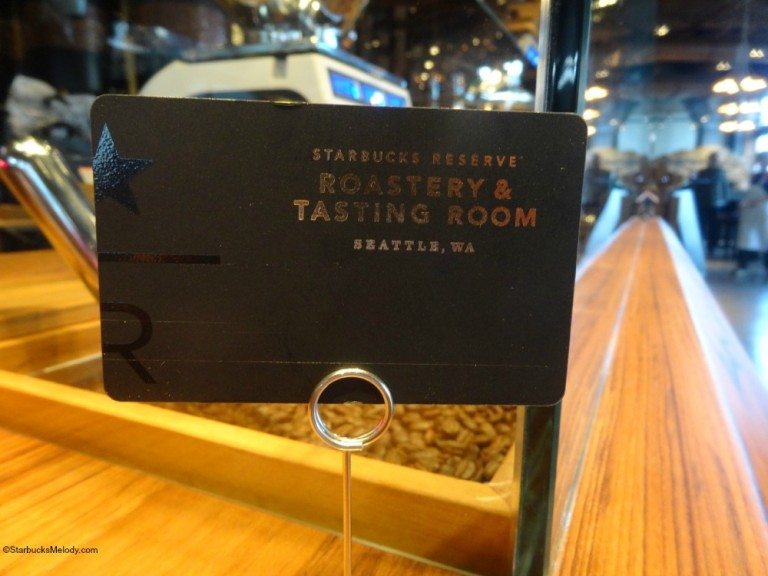 STARBUCKS RESERVE
ROASTERY &
TASTING ROOM
SEATTLE, WA
R
©StarbucksMelody.com